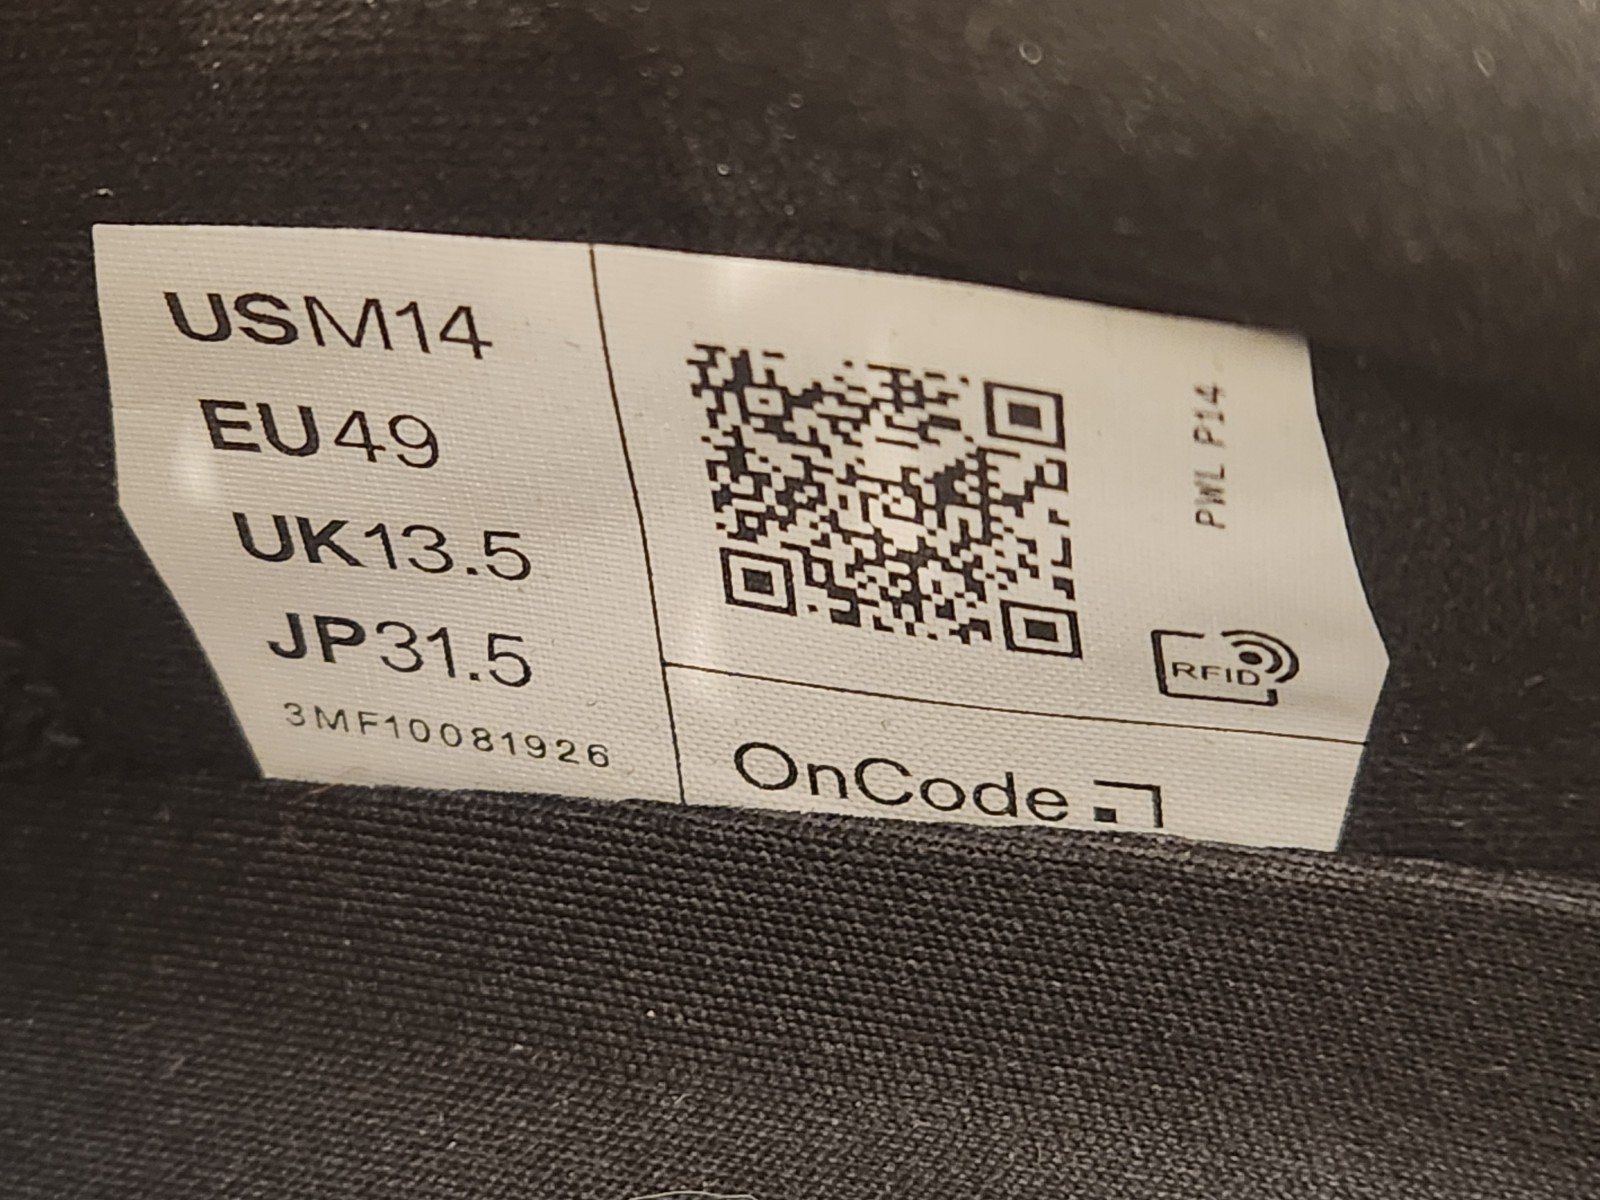 USM14
EU49
UK13.5
JP31.5
3MF10081926
PWL P14
RFID
OnCode